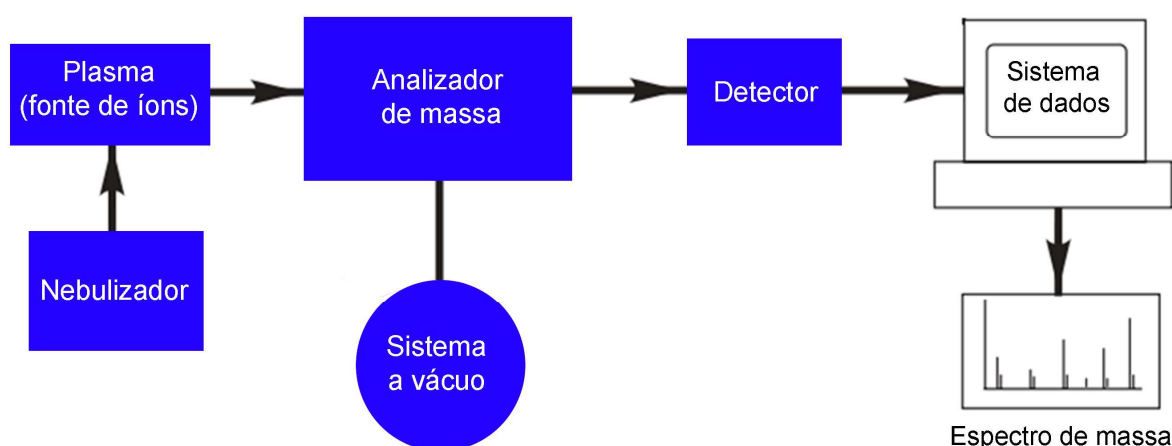 Plasma
(fonte de íons)
Analizador
de massa
Detector
Sistema
de dados
Nebulizador
Sistema
a vácuo
Espectro de massa